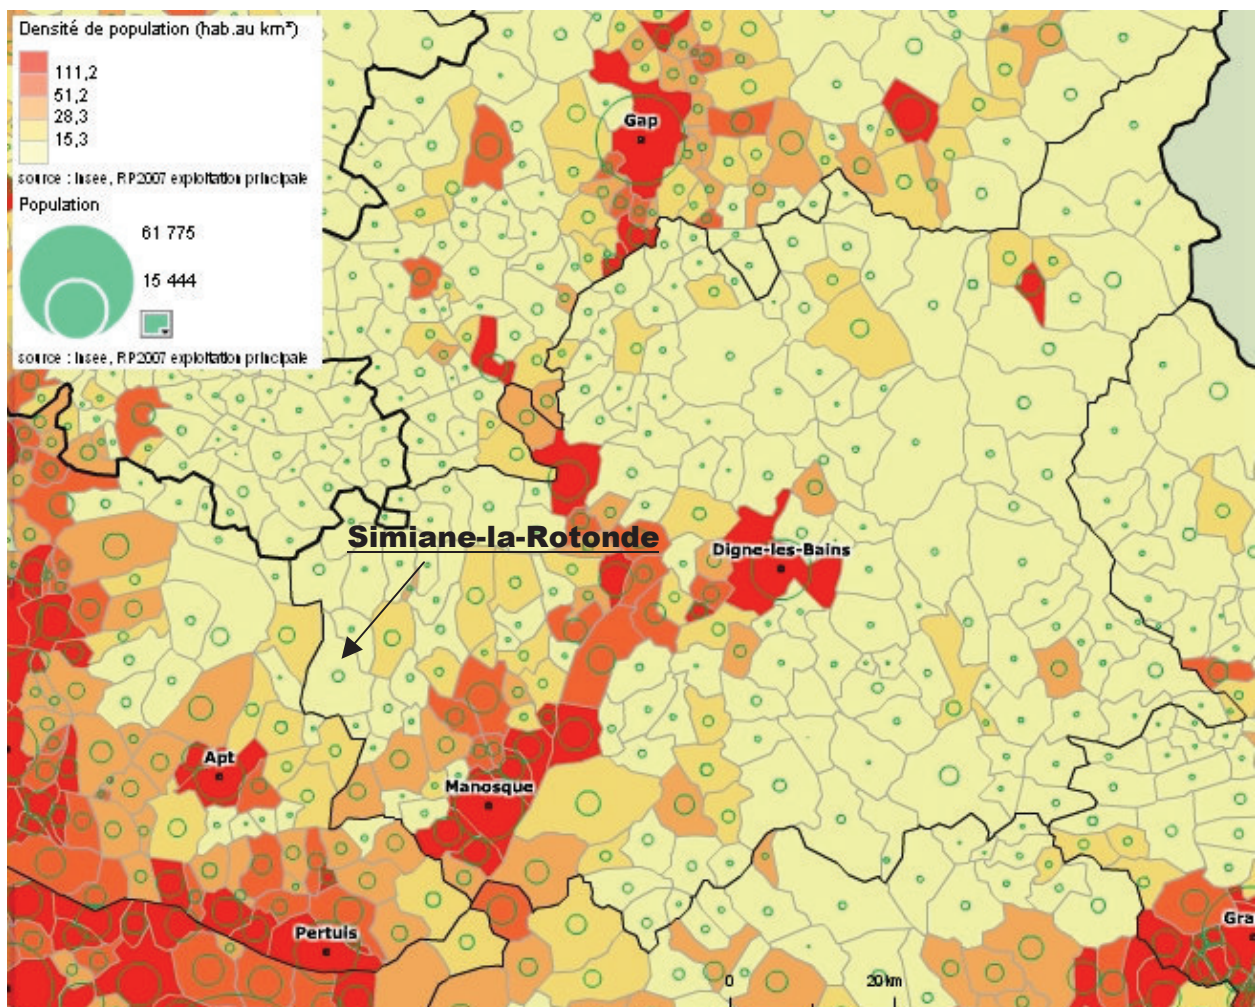 Densité de population (hab.au km²)
111,2
51,2
28,3
15,3
source : Insee, RP2007 exploitation principale
Population
61 775
15 444
source : Insee, RP2007 exploitation principale
Gap
Simiane-la-Rotonde
Digne-les-Bains
Apt
Manosque
Gra
Pertuis
0
20km